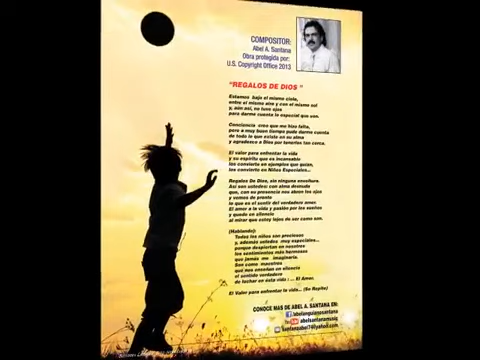 COMPOSITOR:
Abel A. Santana
Obra protegida por:
U.S. Copyright Office 2013
"REGALOS DE DIOS"
Estamos bajo el mismo cielo,
entre el mismo aire y con el mismo sol
y, aún así, no tuve ojos
para darme cuenta lo especial que son.
Conciencia creo que me hizo falta,
pero a muy buen tiempo pude darme cuenta
de todo lo que existe en su alma
y agradezco a Dios por tenerlos tan cerca.
El valor para enfrentar la vida
y su espíritu que es incansable
los convierte en ejemplos que guían,
los convierte en Niños Especiales...
Regalos De Dios, sin ninguna envoltura.
Así son ustedes: con alma desnuda
que, con su presencia nos abren los ojos
y vemos de pronto
lo que es el sentir del verdadero amor.
El amor a la vida y pasión por los sueños
y quedo en silencio
al mirar que estoy lejos de ser como son.
(Hablando):
Todos los niños son preciosos
y, además ustedes muy especiales...
porque despiertan en nosotros
los sentimientos más hermosos
que jamás me imaginaría.
Son como maestros
que nos enseñan en silencio
el sentido verdadero
de luchar en esta vida : ... El Amor.
El Valor para enfrentar la vida... (Se Repite)
CONOCE MAS DE ABEL A. SANTANA EN:
abelanguianosantana
abelsantanamusic
santanaabel74@yahoo.com